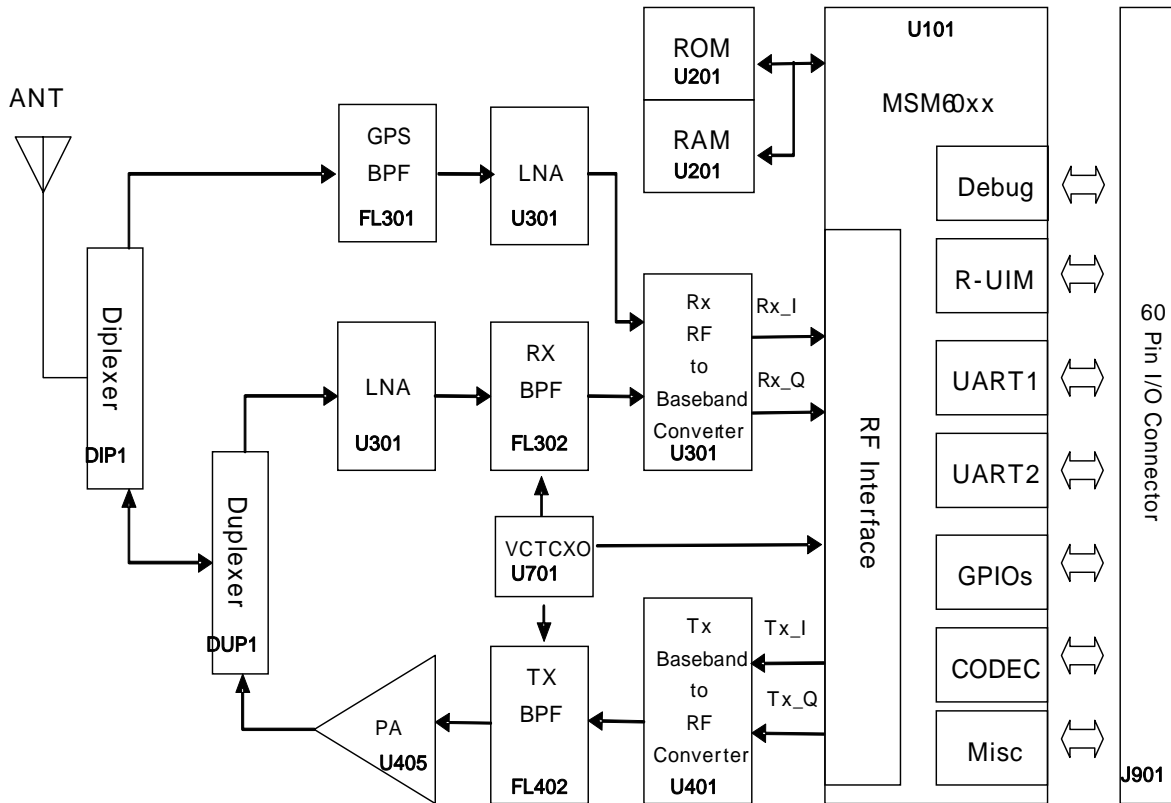 ANT
GPS
BPF
FL301
LNA
U301
ROM
U201
RAM
U201
U101
MSM60xx
Diplexer
DIP1
Duplexer
DUP1
LNA
U301
RX
BPF
FL302
Rx
RF
to
Baseband
Converter
U301
Rx_I
Rx_Q
VCTCXO
U701
PA
U405
TX
BPF
FL402
Tx
Baseband
to
RF
Converter
U401
Tx_I
Tx_Q
RF Interface
Debug
R-UIM
UART1
UART2
GPIOs
CODEC
Misc
60
Pin I/O Connector
J901